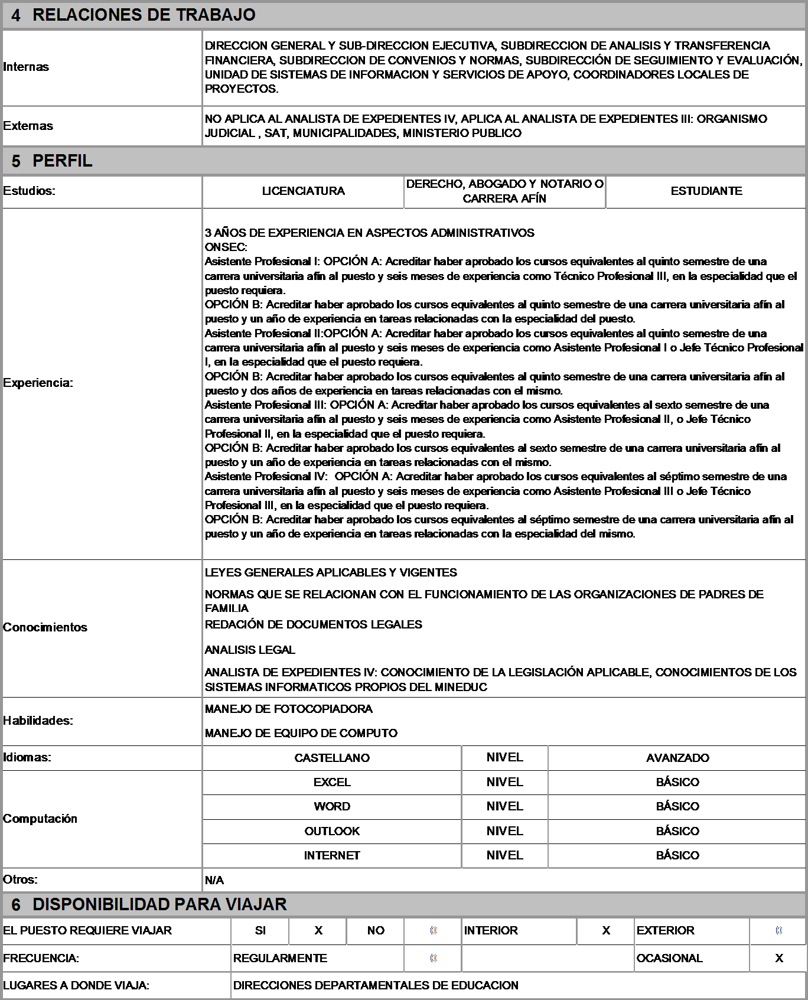 4 RELACIONES DE TRABAJO
Internas
DIRECCION GENERAL Y SUB-DIRECCION EJECUTIVA, SUBDIRECCION DE ANALISIS Y TRANSFERENCIA
FINANCIERA, SUBDIRECCION DE CONVENIOS Y NORMAS, SUBDIRECCIÓN DE SEGUIMIENTO Y EVALUACIÓN,
UNIDAD DE SISTEMAS DE INFORMACION Y SERVICIOS DE APOYO, COORDINADORES LOCALES DE
PROYECTOS.
Externas
NO APLICA AL ANALISTA DE EXPEDIENTES IV, APLICA AL ANALISTA DE EXPEDIENTES III: ORGANISMO
JUDICIAL , SAT, MUNICIPALIDADES, MINISTERIO PUBLICO
5 PERFIL
Estudios:
LICENCIATURA
DERECHO, ABOGADO Y NOTARIO O
CARRERA AFÍN
ESTUDIANTE
Experiencia:
3 AÑOS DE EXPERIENCIA EN ASPECTOS ADMINISTRATIVOS
ONSEC:
Asistente Profesional I: OPCIÓN A: Acreditar haber aprobado los cursos equivalentes al quinto semestre de una
carrera universitaria afín al puesto y seis meses de experiencia como Técnico Profesional III, en la especialidad que el
puesto requiera.
OPCIÓN B: Acreditar haber aprobado los cursos equivalentes al quinto semestre de una carrera universitaria afín al
puesto y un año de experiencia en tareas relacionadas con la especialidad del puesto.
Asistente Profesional II:OPCIÓN A: Acreditar haber aprobado los cursos equivalentes al quinto semestre de una
carrera universitaria afín al puesto y seis meses de experiencia como Asistente Profesional I o Jefe Técnico Profesional
I, en la especialidad que el puesto requiera.
OPCIÓN B: Acreditar haber aprobado los cursos equivalentes al quinto semestre de una carrera universitaria afín al
puesto y dos años de experiencia en tareas relacionadas con el mismo.
Asistente Profesional III: OPCIÓN A: Acreditar haber aprobado los cursos equivalentes al sexto semestre de una
carrera universitaria afín al puesto y seis meses de experiencia como Asistente Profesional II, o Jefe Técnico
Profesional II, en la especialidad que el puesto requiera.
OPCIÓN B: Acreditar haber aprobado los cursos equivalentes al sexto semestre de una carrera universitaria afín al
puesto y un año de experiencia en tareas relacionadas con el mismo.
Asistente Profesional IV:  OPCIÓN A: Acreditar haber aprobado los cursos equivalentes al séptimo semestre de una
carrera universitaria afín al puesto y seis meses de experiencia como Asistente Profesional III o Jefe Técnico
Profesional III, en la especialidad que el puesto requiera.
OPCIÓN B: Acreditar haber aprobado los cursos equivalentes al séptimo semestre de una carrera universitaria afín al
puesto y un año de experiencia en tareas relacionadas con la especialidad del mismo.
Conocimientos
LEYES GENERALES APLICABLES Y VIGENTES
NORMAS QUE SE RELACIONAN CON EL FUNCIONAMIENTO DE LAS ORGANIZACIONES DE PADRES DE
FAMILIA
REDACIÓN DE DOCUMENTOS LEGALES
ANALISIS LEGAL
ANALISTA DE EXPEDIENTES IV: CONOCIMIENTO DE LA LEGISLACIÓN APLICABLE, CONOCIMIENTOS DE LOS
SISTEMAS INFORMATICOS PROPIOS DEL MINEDUC
Habilidades:
MANEJO DE FOTOCOPIADORA
MANEJO DE EQUIPO DE COMPUTO
Idiomas: CASTELLANO NIVEL AVANZADO
Computación
EXCEL NIVEL BÁSICO
WORD NIVEL BÁSICO
OUTLOOK NIVEL BÁSICO
INTERNET NIVEL BÁSICO
Otros: N/A
6 DISPONIBILIDAD PARA VIAJAR
EL PUESTO REQUIERE VIAJAR SI X NO 0 INTERIOR X EXTERIOR 0
FRECUENCIA: REGULARMENTE 0 OCASIONAL X
LUGARES A DONDE VIAJA: DIRECCIONES DEPARTAMENTALES DE EDUCACION